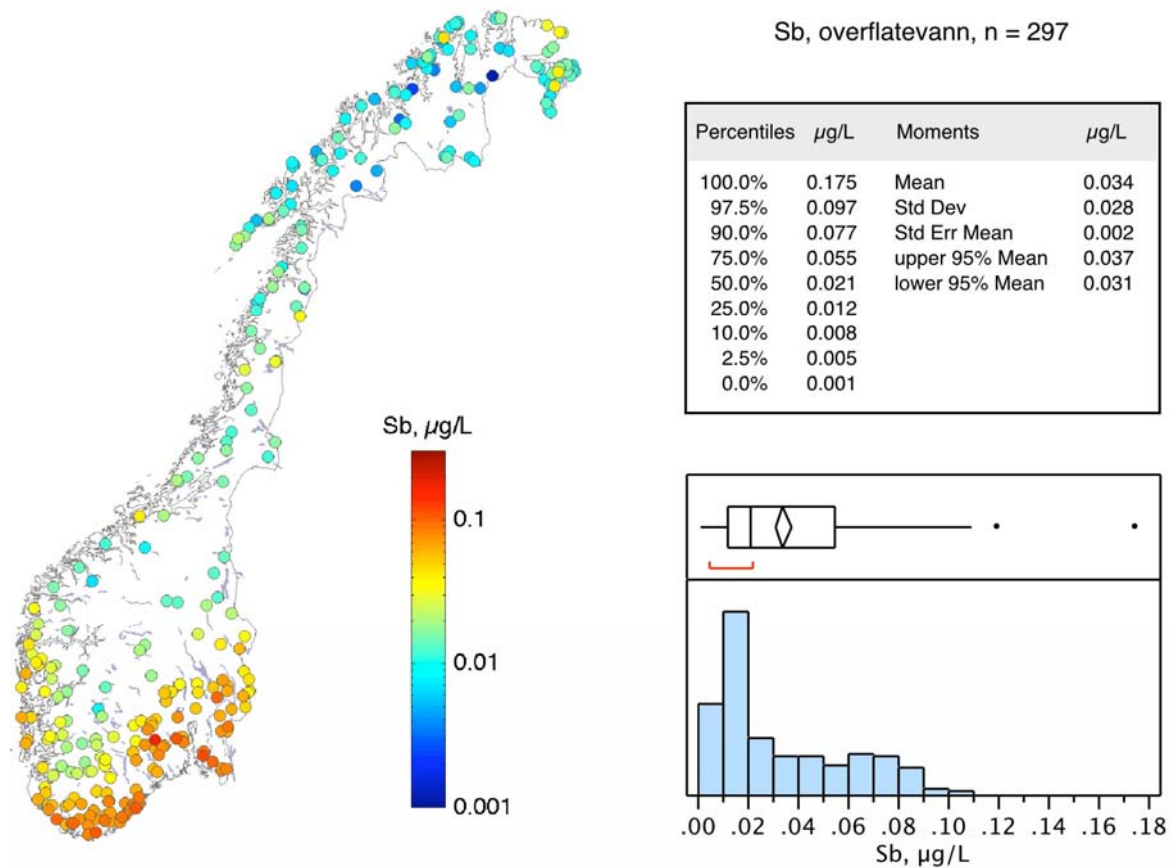 Sb, overflatevann, n = 297
Percentiles µg/L Moments µg/L
100.0% 0.175 Mean 0.034
97.5% 0.097 Std Dev 0.028
90.0% 0.077 Std Err Mean 0.002
75.0% 0.055 upper 95% Mean 0.037
50.0% 0.021 lower 95% Mean 0.031
25.0% 0.012
10.0% 0.008
2.5% 0.005
0.0% 0.001
Sb, µg/L
0.1
0.01
0.001
.00 .02 .04 .06 .08 .10 .12 .14 .16 .18
Sb, µg/L